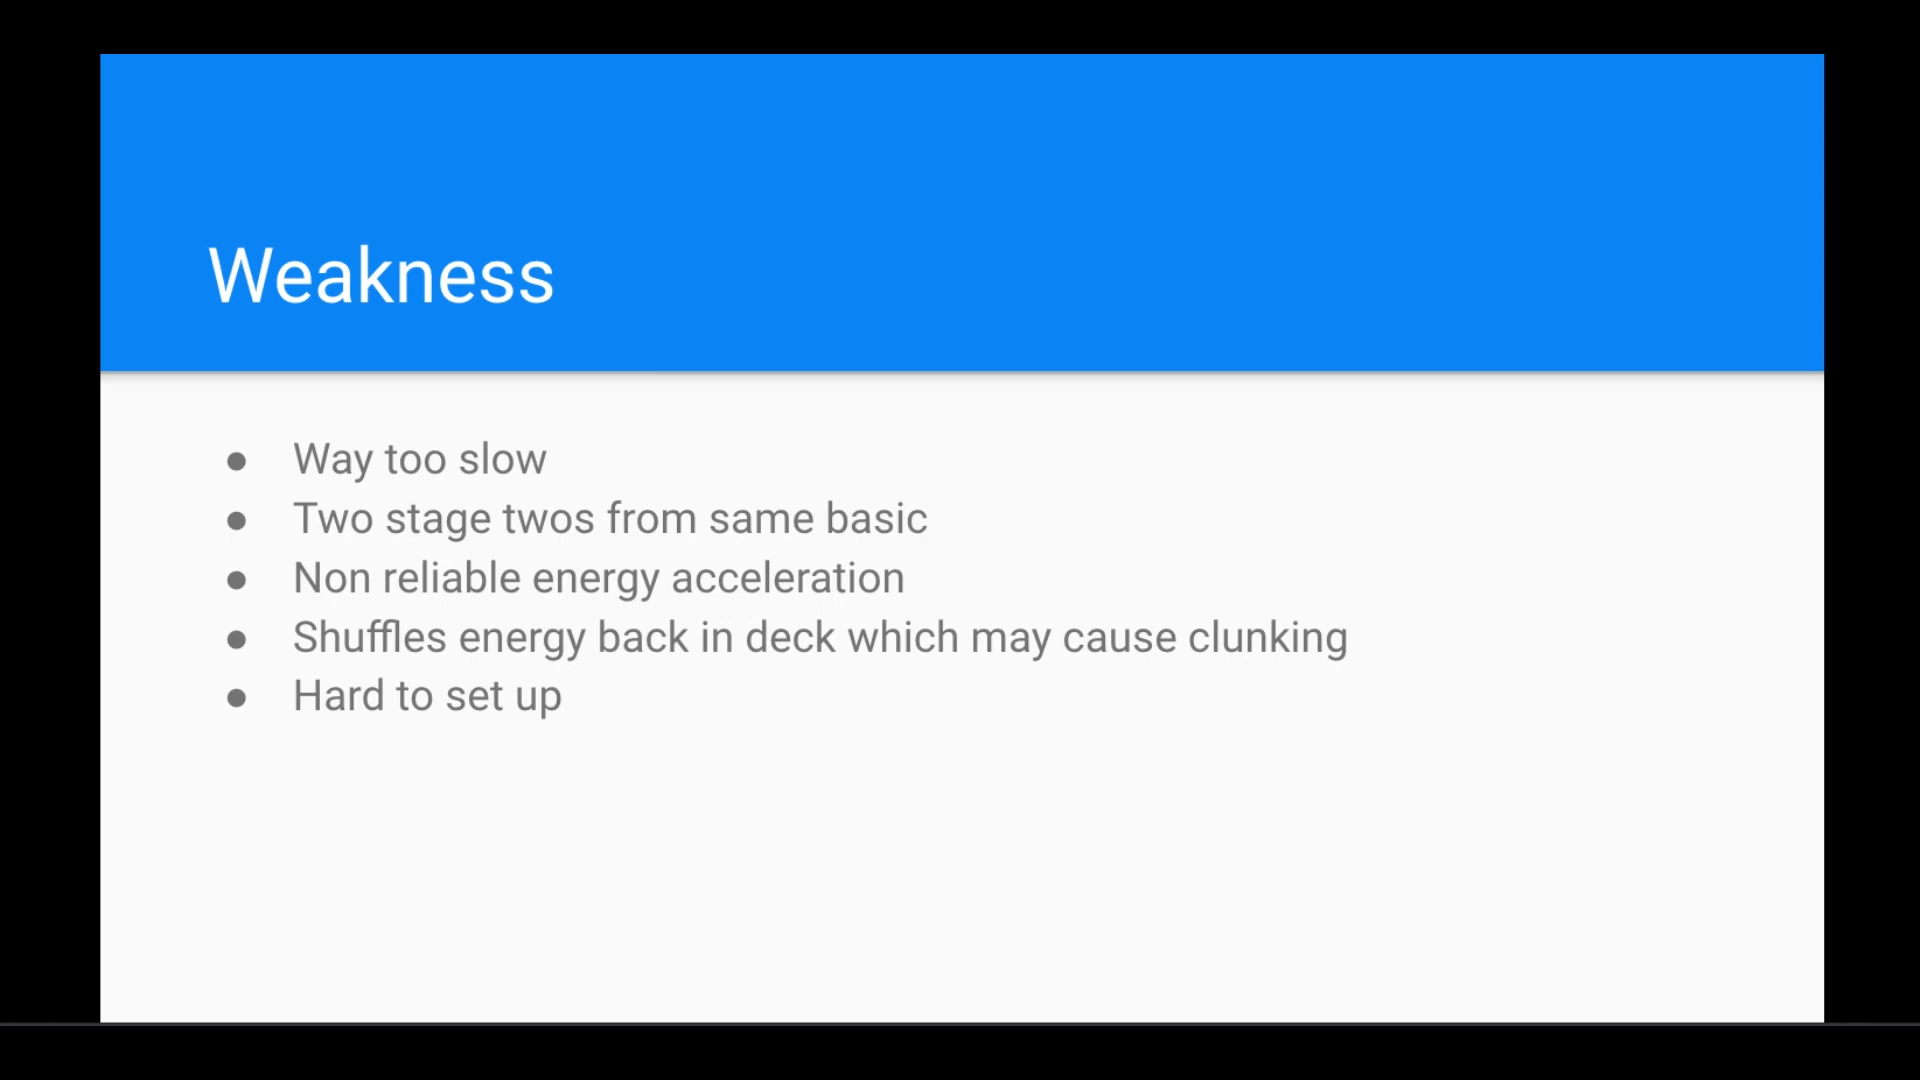 Weakness
● Way too slow
● Two stage twos from same basic
● Non reliable energy acceleration
● Shuffles energy back in deck which may cause clunking
● Hard to set up